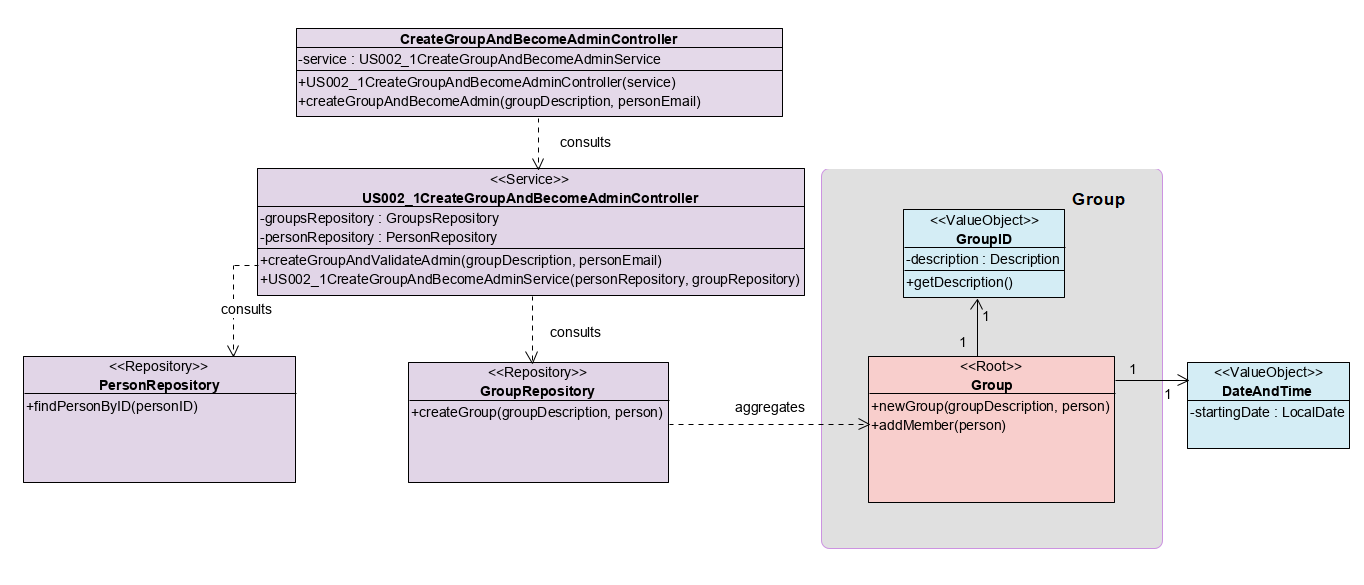 CreateGroupAndBecomeAdminController
-service : US002_1CreateGroupAndBecomeAdminService
+US002_1CreateGroupAndBecomeAdminController(service)
+createGroupAndBecomeAdmin(groupDescription, personEmail)
consults
<<Service>>
US002_1CreateGroupAndBecomeAdminController
-groupsRepository : GroupsRepository
-personRepository : PersonRepository
+createGroupAndValidateAdmin(groupDescription, personEmail)
+US002_1CreateGroupAndBecomeAdminService(personRepository, groupRepository)
consults
consults
<<Repository>>
PersonRepository
+findPersonByID(personID)
<<Repository>>
GroupRepository
+createGroup(groupDescription, person)
aggregates
Group
<<ValueObject>>
GroupID
-description : Description
+getDescription()
1
1
<<Root>>
Group
+newGroup(groupDescription, person)
+addMember(person)
1
1
<<ValueObject>>
DateAndTime
-startingDate : LocalDate